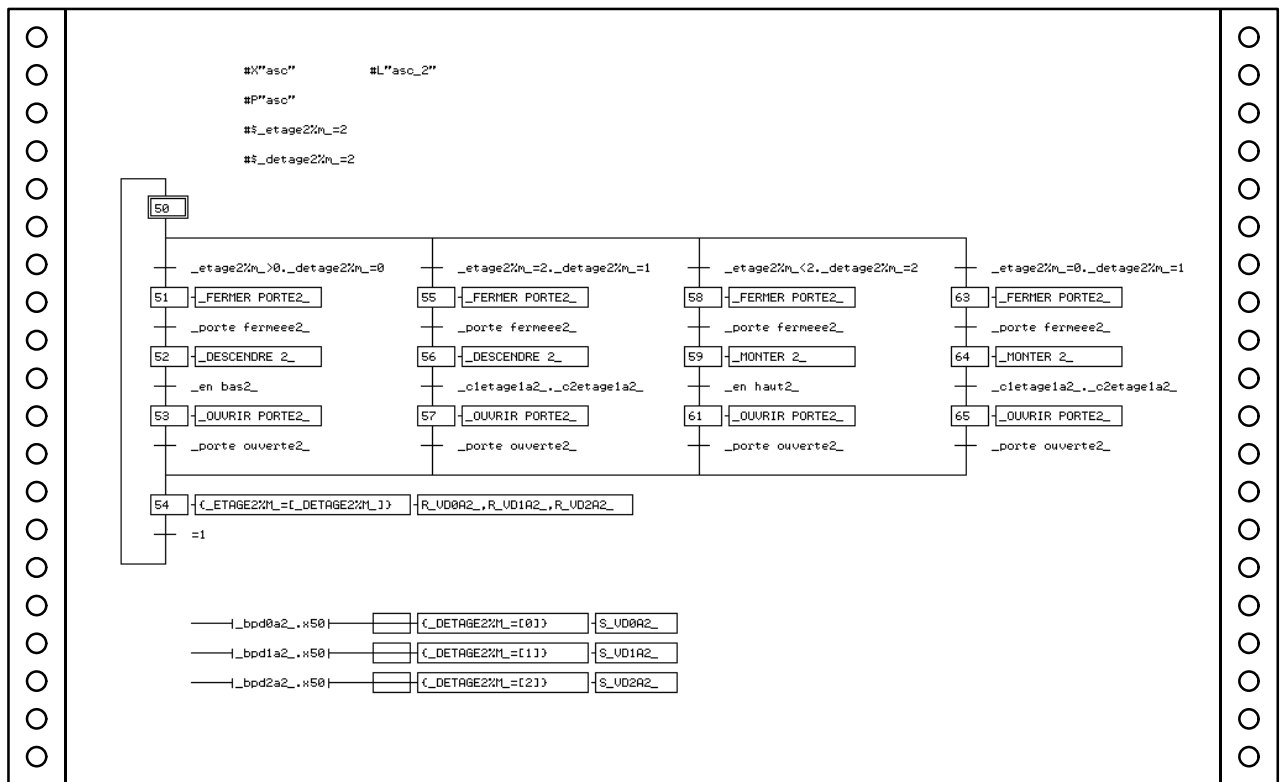 #X"asc" #L"asc_2"
#P"asc"
#$_etage2%m_=2
#$_detage2%m_=2
50
_etage2%m_>0._detage2%m_=0 _etage2%m_=2._detage2%m_=1 _etage2%m_<2._detage2%m_=2 _etage2%m_=0._detage2%m_=1
51 _FERMER PORTE2_ 55 _FERMER PORTE2_ 58 _FERMER PORTE2_ 63 _FERMER PORTE2_
_porte fermeee2_ _porte fermeee2_ _porte fermeee2_ _porte fermeee2_
52 _DESCENDRE 2_ 56 _DESCENDRE 2_ 59 _MONTER 2_ 64 _MONTER 2_
_en bas2_ _c1etage1a2_._c2etage1a2_ _en haut2_ _c1etage1a2_._c2etage1a2_
53 _OUVRIR PORTE2_ 57 _OUVRIR PORTE2_ 61 _OUVRIR PORTE2_ 65 _OUVRIR PORTE2_
_porte ouverte2_ _porte ouverte2_ _porte ouverte2_ _porte ouverte2_
54 {_ETAGE2%M_=[_DETAGE2%M_]} R_VD0A2_,R_VD1A2_,R_VD2A2_
=1
_bpd0a2_.x50 {_DETAGE2%M_=[0]} S_VD0A2_
_bpd1a2_.x50 {_DETAGE2%M_=[1]} S_VD1A2_
_bpd2a2_.x50 {_DETAGE2%M_=[2]} S_VD2A2_